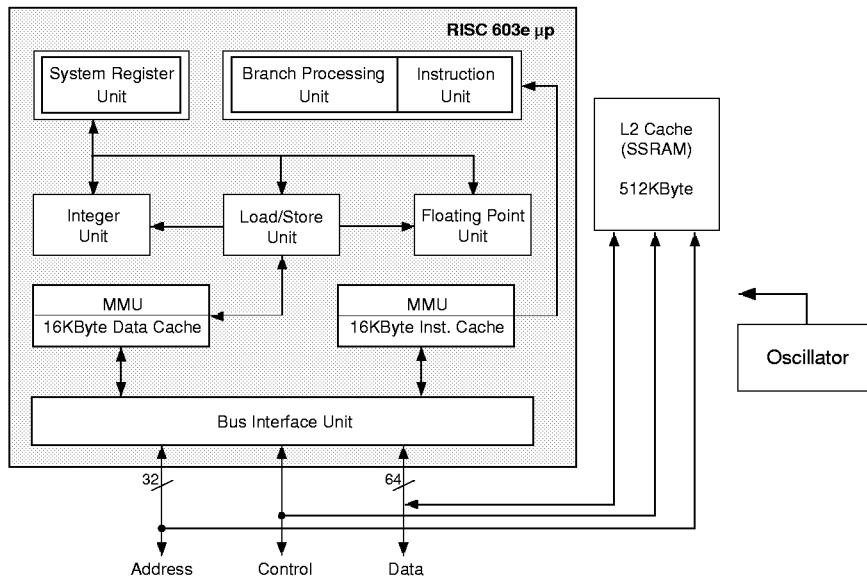 RISC 603e µp
System Register
Unit
Branch Processing
Unit
Instruction
Unit
L2 Cache
(SSRAM)
512KByte
Integer
Unit
Load/Store
Unit
Floating Point
Unit
MMU
16KByte Data Cache
MMU
16KByte Inst. Cache
Oscillator
Bus Interface Unit
32
64
Address
Control
Data